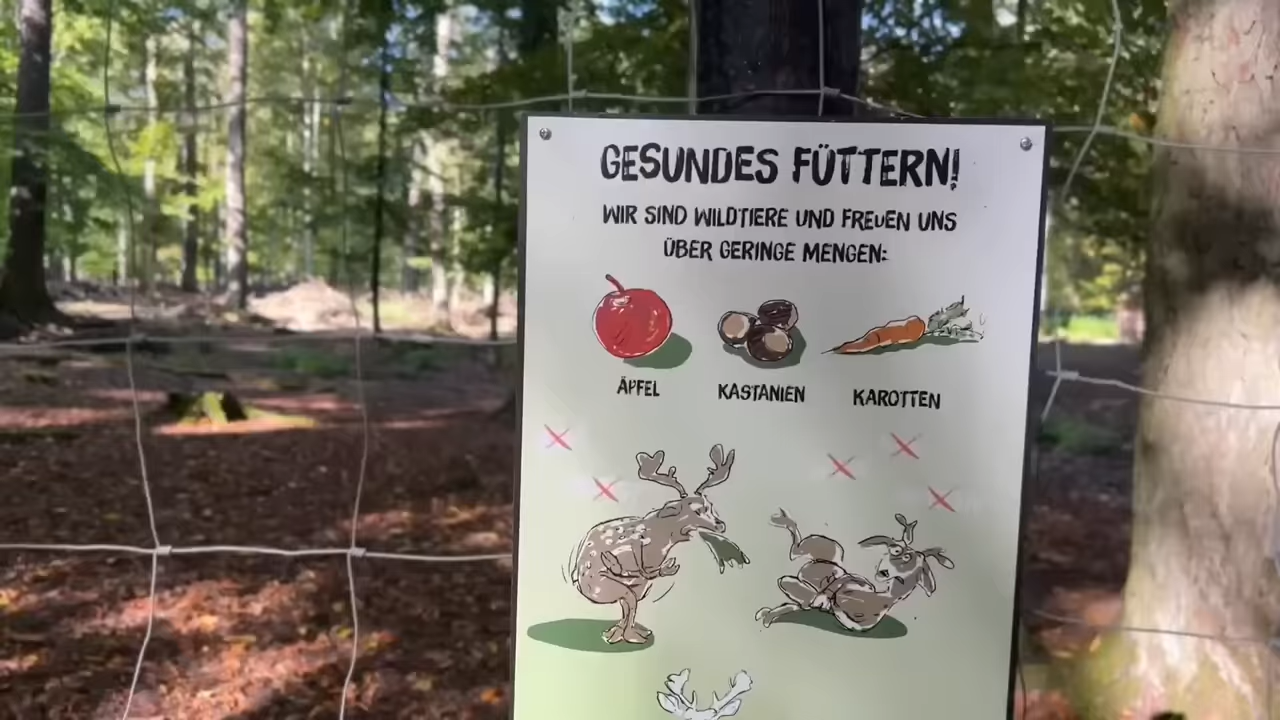 GESUNDES FÜTTERN!
WIR SIND WILDTIERE UND FREUEN UNS
ÜBER GERINGE MENGEN:
ÄPFEL KASTANIEN KAROTTEN